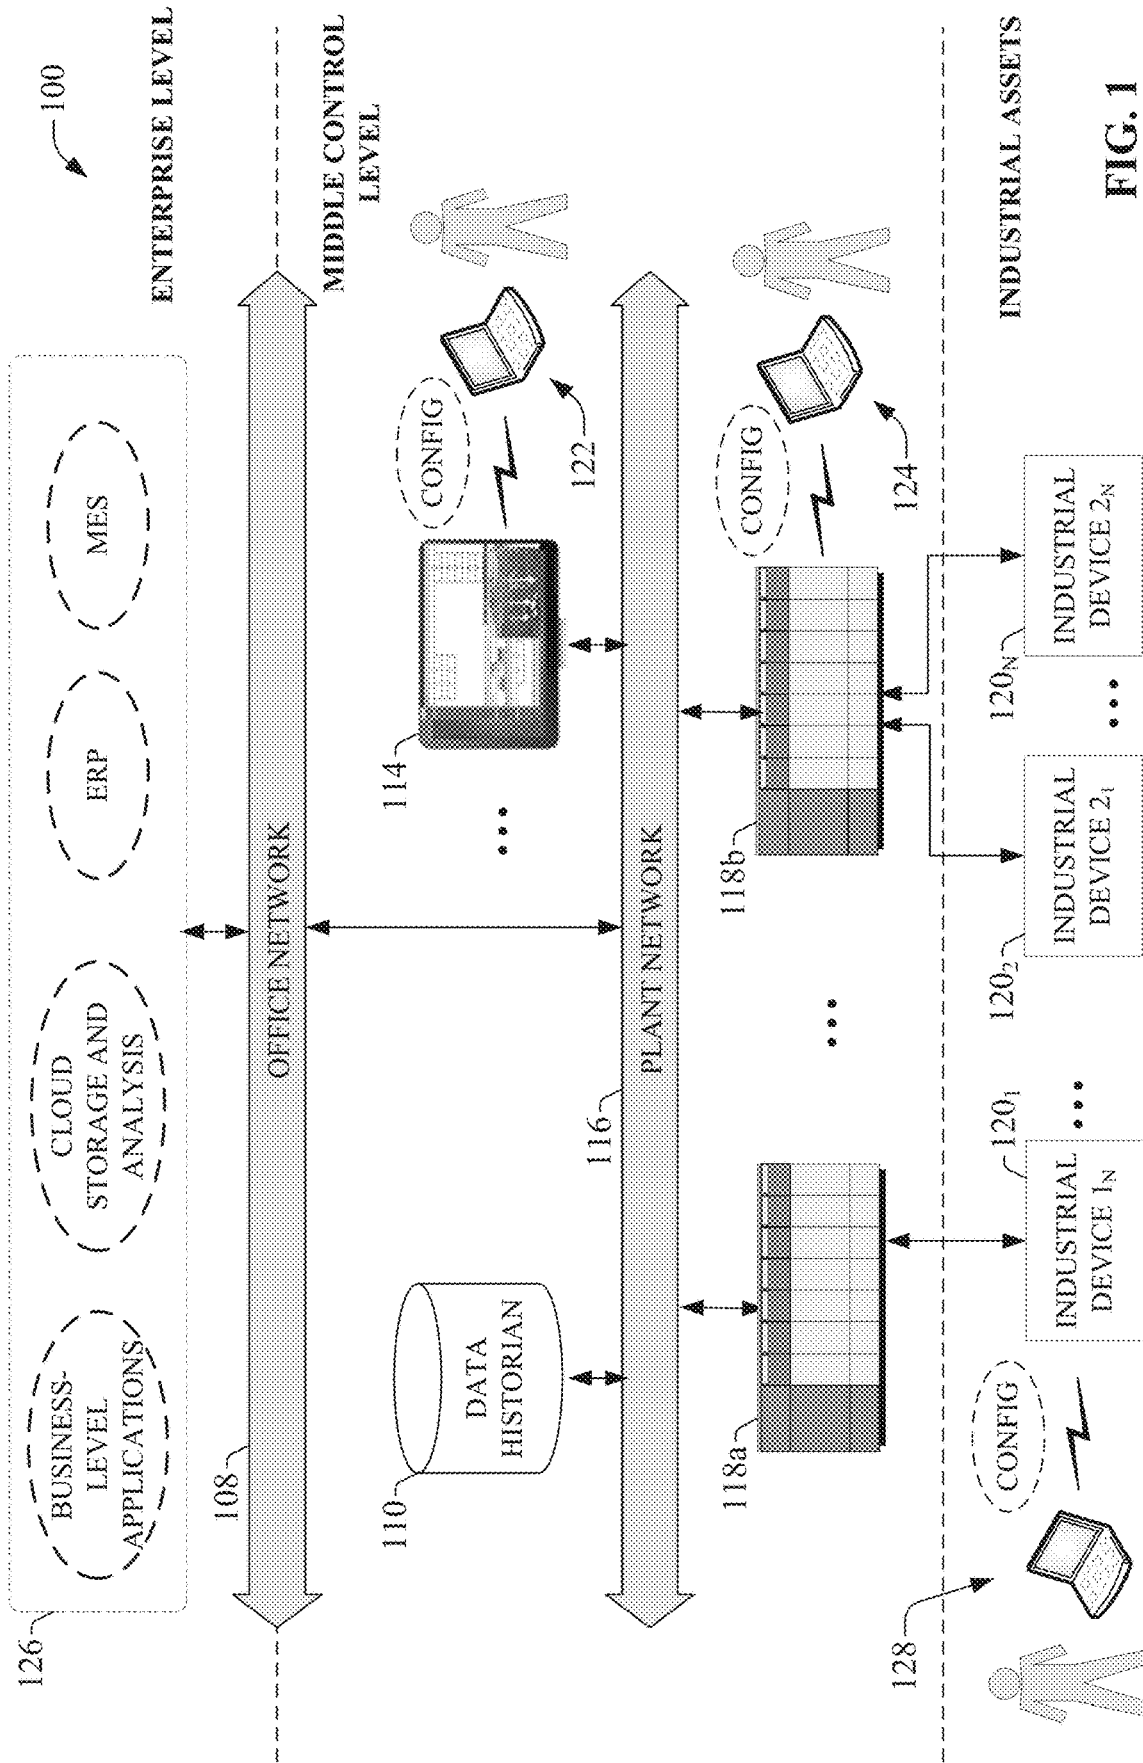 100
ENTERPRISE LEVEL
126
BUSINESS-
LEVEL
APPLICATIONS
CLOUD
STORAGE AND
ANALYSIS
ERP
MES
108
OFFICE NETWORK
MIDDLE CONTROL
LEVEL
110
DATA
HISTORIAN
114
CONFIG
122
116
PLANT NETWORK
118a
118b
CONFIG
124
INDUSTRIAL ASSETS
128
CONFIG
INDUSTRIAL
DEVICE 1N
120₁
120₂
INDUSTRIAL
DEVICE 2₁
120N
INDUSTRIAL
DEVICE 2N
FIG. 1